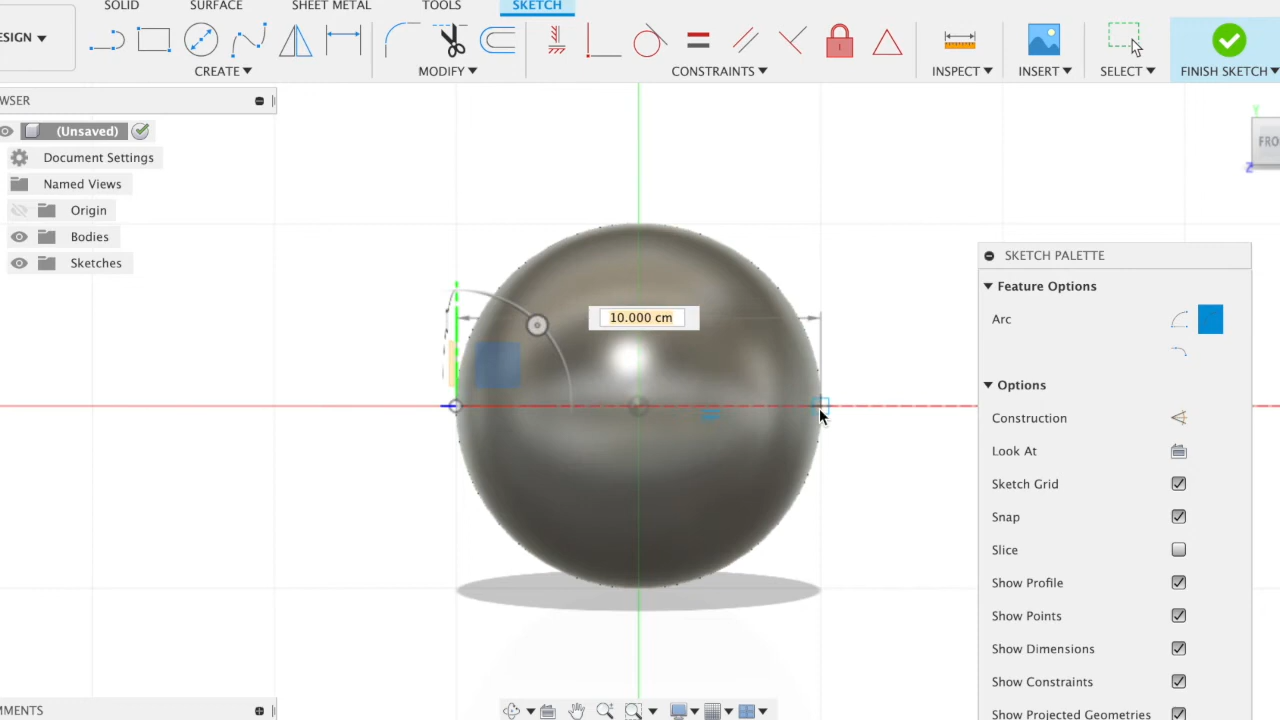 SOLID SURFACE SHEET METAL TOOLS SKETCH
ESIGN
CREATE MODIFY CONSTRAINTS INSPECT INSERT SELECT FINISH SKETCH
WSER
(Unsaved)
Document Settings
Named Views
Origin
Bodies
Sketches
10.000 cm
FRO
Y
Z
SKETCH PALETTE
Feature Options
Arc
Options
Construction
Look At
Sketch Grid
Snap
Slice
Show Profile
Show Points
Show Dimensions
Show Constraints
Show Projected Geometries
MMENTS